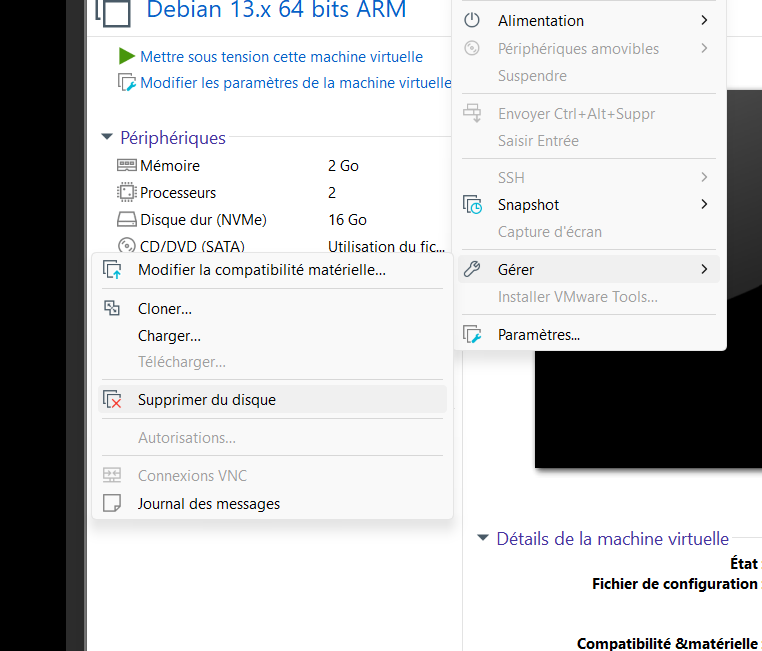 Debian 13.x 64 bits ARM
Mettre sous tension cette machine virtuelle
Modifier les paramètres de la machine virtuelle
Périphériques
Mémoire 2 Go
Processeurs 2
Disque dur (NVMe) 16 Go
CD/DVD (SATA) Utilisation du fic...
Modifier la compatibilité matérielle...
Cloner...
Charger...
Télécharger...
Supprimer du disque
Autorisations...
Connexions VNC
Journal des messages
Alimentation
Périphériques amovibles
Suspendre
Envoyer Ctrl+Alt+Suppr
Saisir Entrée
SSH
Snapshot
Capture d'écran
Gérer
Installer VMware Tools...
Paramètres...
Détails de la machine virtuelle
État :
Fichier de configuration :
Compatibilité &matérielle :